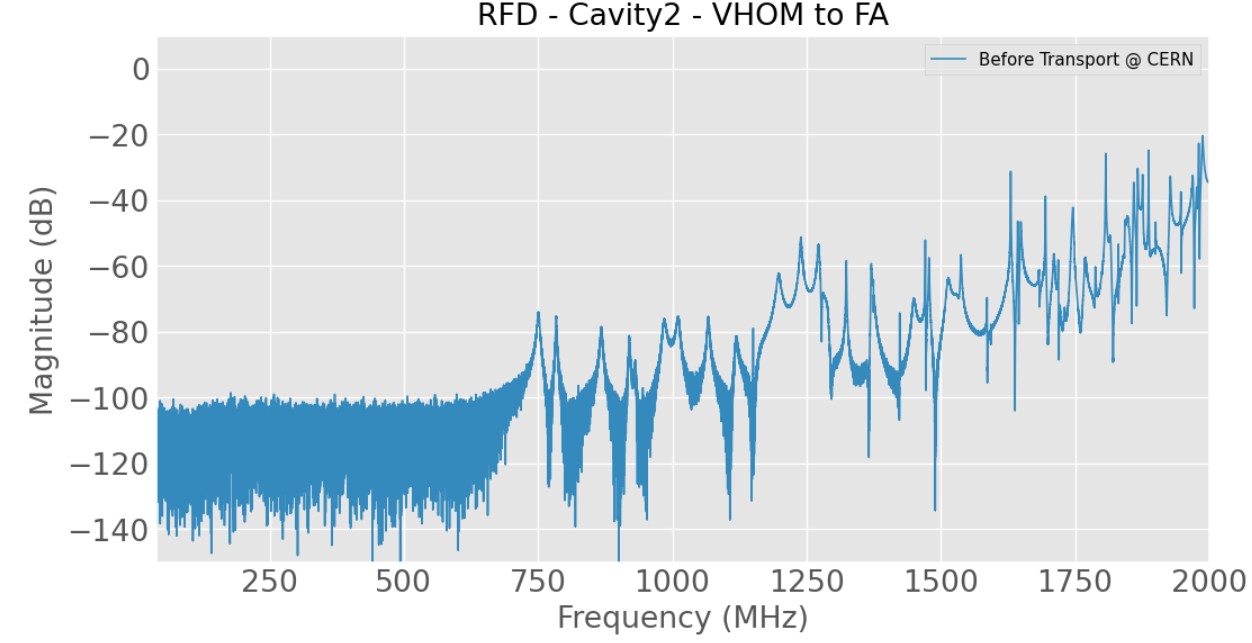 RFD - Cavity2 - VHOM to FA
Before Transport @ CERN
0
−20
−40
−60
−80
−100
−120
−140
Magnitude (dB)
250 500 750 1000 1250 1500 1750 2000
Frequency (MHz)